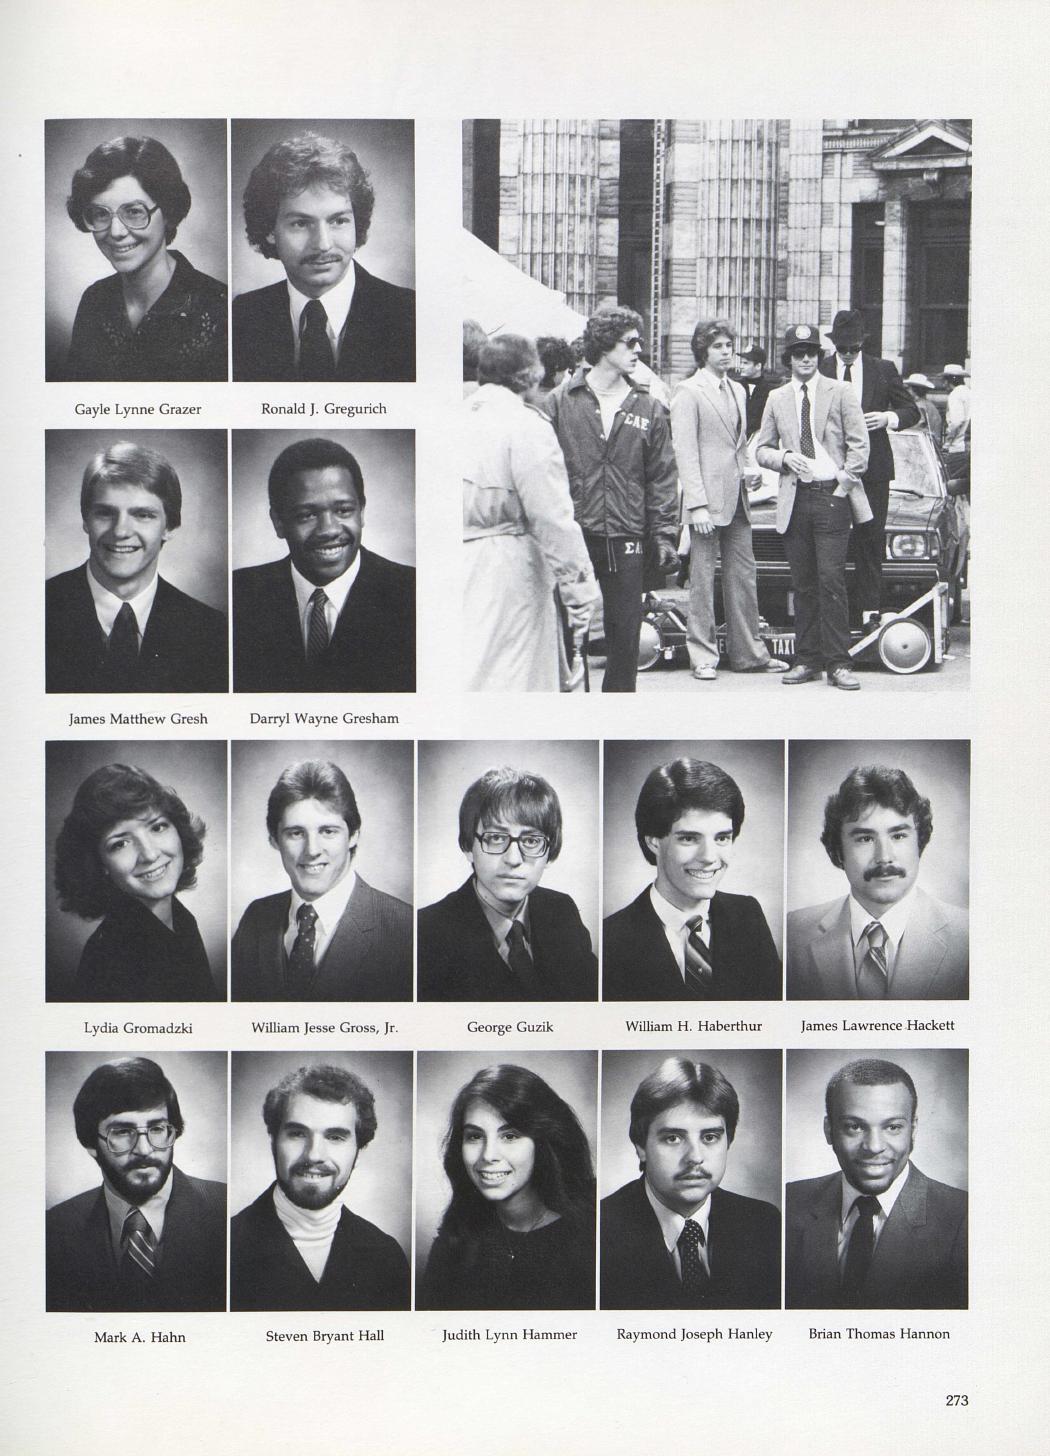 ΣΑΕ
ΣΑΕ
TAXI
Gayle Lynne Grazer
Ronald J. Gregurich
James Matthew Gresh
Darryl Wayne Gresham
Lydia Gromadzki
William Jesse Gross, Jr.
George Guzik
William H. Haberthur
James Lawrence Hackett
Mark A. Hahn
Steven Bryant Hall
Judith Lynn Hammer
Raymond Joseph Hanley
Brian Thomas Hannon
273